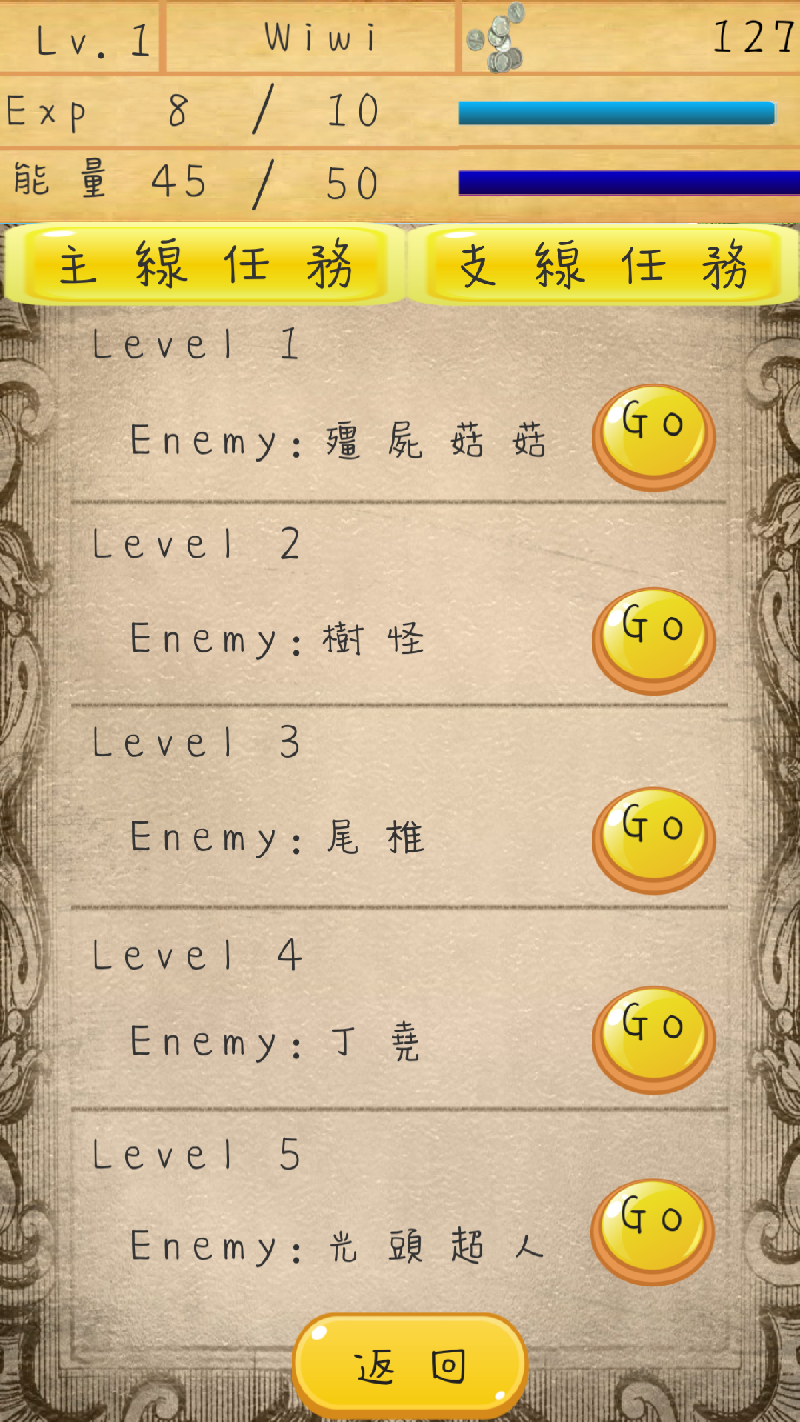 Lv.1 Wiwi 127
Exp 8 / 10
能量 45 / 50
主線任務 支線任務
Level 1
Enemy:殭屍菇菇 Go
Level 2
Enemy:樹怪 Go
Level 3
Enemy:尾椎 Go
Level 4
Enemy:丁堯 Go
Level 5
Enemy:光頭超人 Go
返回